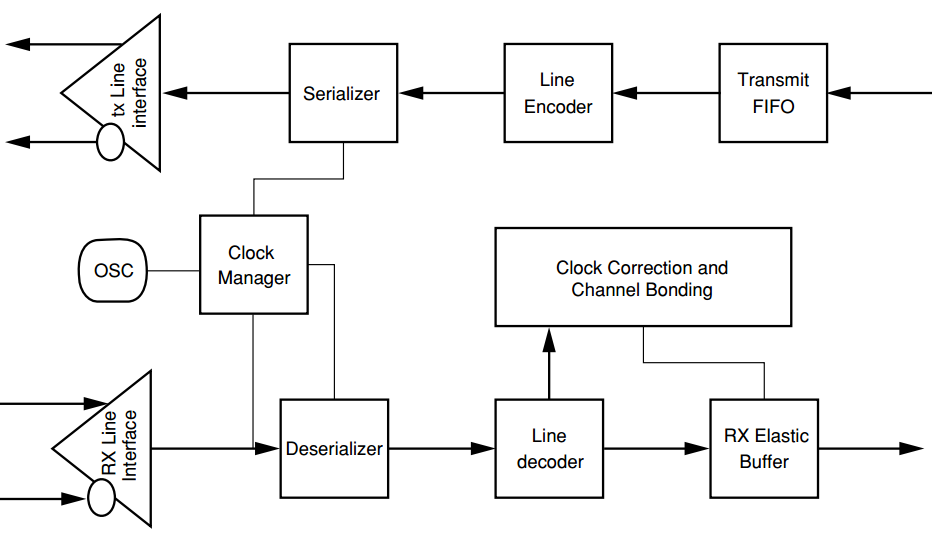 tx Line
interface
Serializer
Line
Encoder
Transmit
FIFO
OSC
Clock
Manager
Clock Correction and
Channel Bonding
RX Line
Interface
Deserializer
Line
decoder
RX Elastic
Buffer